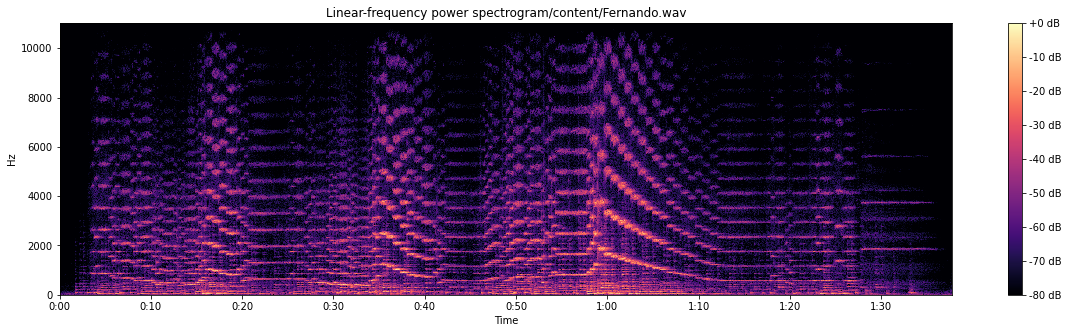 Linear-frequency power spectrogram/content/Fernando.wav
10000
8000
6000
4000
2000
0
Hz
0:00 0:10 0:20 0:30 0:40 0:50 1:00 1:10 1:20 1:30
Time
+0 dB
-10 dB
-20 dB
-30 dB
-40 dB
-50 dB
-60 dB
-70 dB
-80 dB